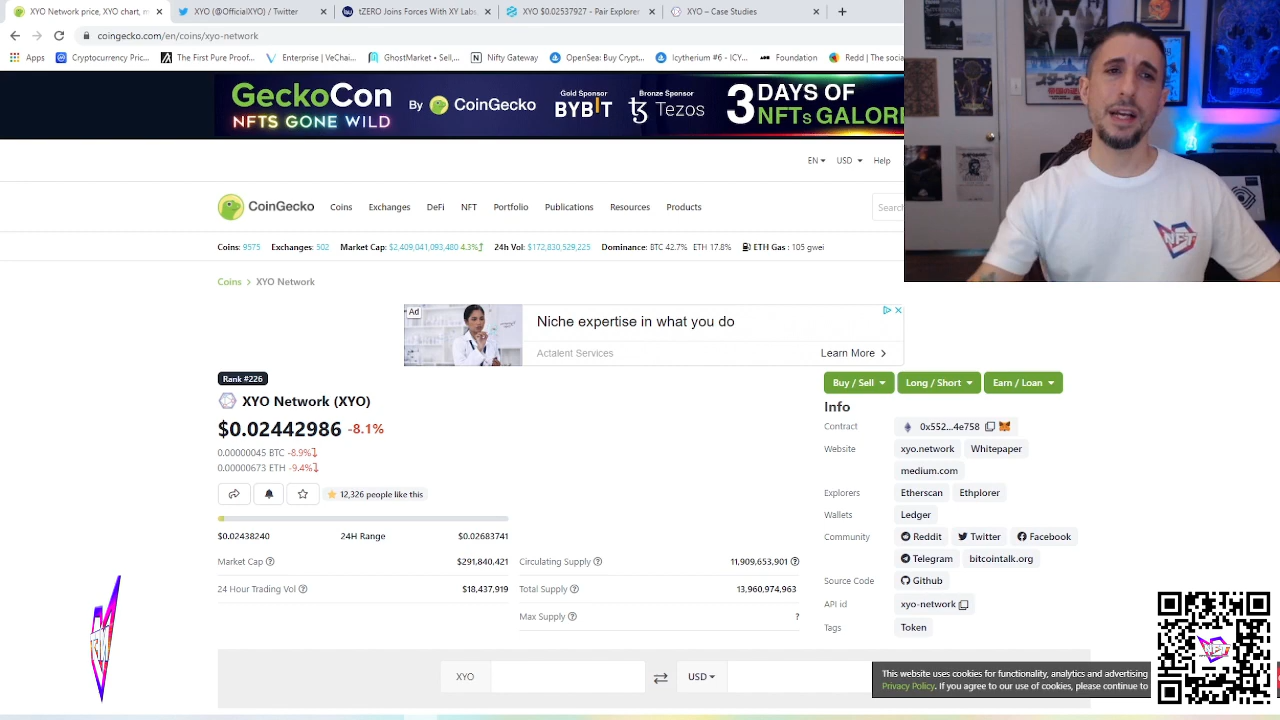 XYO Network price, XYO chart, m
XYO (@OfficialXYO) / Twitter
tZERO Joins Forces With XY Labs
XYO $0.02537927 - Pair Explorer
XYO – Case Studies
coingecko.com/en/coins/xyo-network
Apps
Cryptocurrency Pric...
The First Pure Proof...
Enterprise | VeChai...
GhostMarket • Sell,...
Nifty Gateway
OpenSea: Buy Crypt...
Icytherium #6 - ICY...
Foundation
Redd | The socia
GeckoCon
NFTS GONE WILD
By CoinGecko
Gold Sponsor
BYBIT
Bronze Sponsor
Tezos
3 DAYS OF
NFTs GALOR
EN
USD
Help
CoinGecko
Coins
Exchanges
DeFi
NFT
Portfolio
Publications
Resources
Products
Search
Coins: 9575
Exchanges: 502
Market Cap: $2,409,041,093,480 4.3%
24h Vol: $172,830,529,225
Dominance: BTC 42.7% ETH 17.8%
ETH Gas : 105 gwei
Coins > XYO Network
Ad
Niche expertise in what you do
Actalent Services
Learn More
Rank #226
XYO Network (XYO)
$0.02442986 -8.1%
0.00000045 BTC -8.9%
0.00000673 ETH -9.4%
12,326 people like this
$0.02438240
24H Range
$0.02683741
Market Cap
$291,840,421
24 Hour Trading Vol
$18,437,919
Circulating Supply
11,909,653,901
Total Supply
13,960,974,963
Max Supply
?
Buy / Sell
Long / Short
Earn / Loan
Info
Contract
0x552...4e758
Website
xyo.network
Whitepaper
medium.com
Explorers
Etherscan
Ethplorer
Wallets
Ledger
Community
Reddit
Twitter
Facebook
Telegram
bitcointalk.org
Source Code
Github
API id
xyo-network
Tags
Token
XYO
USD
This website uses cookies for functionality, analytics and advertising
Privacy Policy. If you agree to our use of cookies, please continue to
NFT
NFT